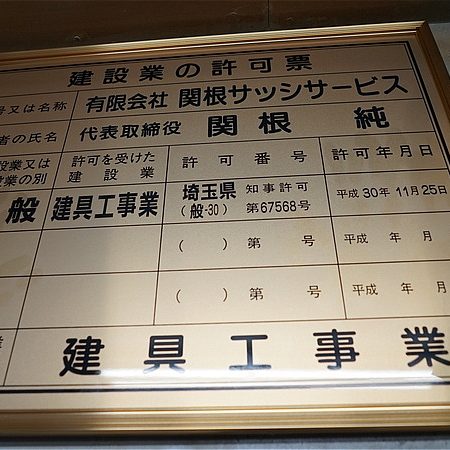 建設業の許可票
号又は名称 有限会社 関根サッシサービス
者の氏名 代表取締役 関根 純
設業又は業の別 許可を受けた建設業 許可番号 許可年月日
般 建具工事業 埼玉県 知事許可 (般-30) 第67568号 平成30年11月25日
( ) 第 号 平成 年 月
( ) 第 号 平成 年 月
業 建具工事業